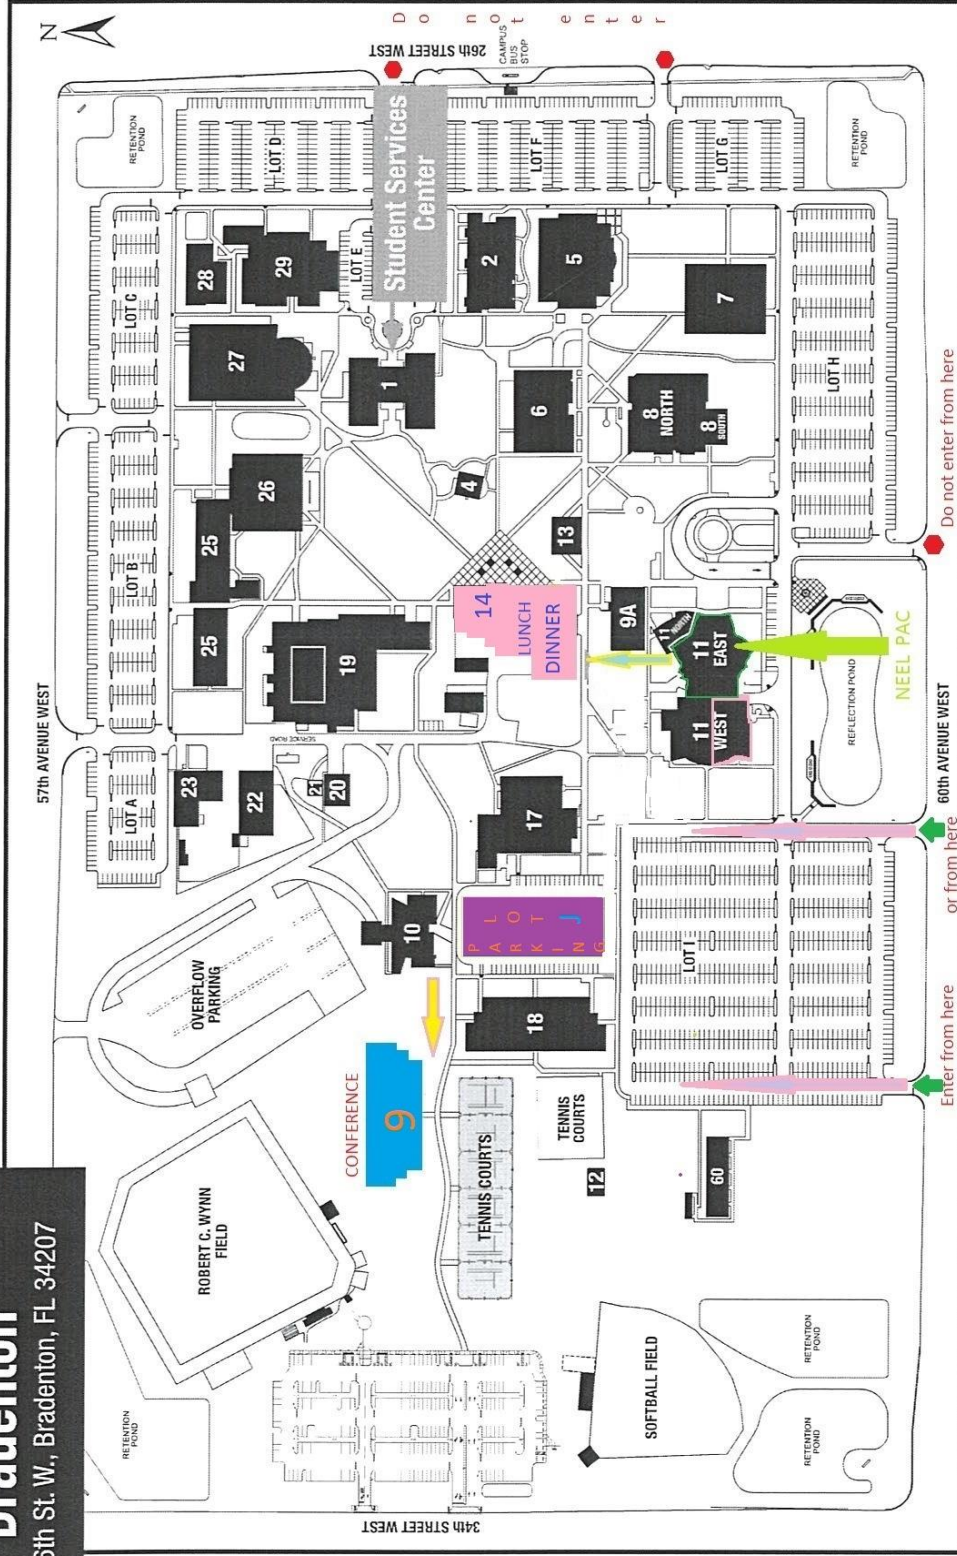 Bradenton
6th St. W., Bradenton, FL 34207
N
57th AVENUE WEST
34th STREET WEST
26th STREET WEST
60th AVENUE WEST
RETENTION
POND
ROBERT C. WYNN
FIELD
OVERFLOW
PARKING
LOT A
LOT B
LOT C
RETENTION
POND
23
22
21
20
SERVICE ROAD
25
25
26
19
27
28
29
LOT D
LOT E
1
Student Services
Center
Do not enter
CAMPUS
BUS
STOP
CONFERENCE
9
10
4
14
LUNCH
DINNER
2
5
6
13
LOT F
TENNIS COURTS
TENNIS
COURTS
12
18
PARKING
LOT
J
17
9A
8
NORTH
8
SOUTH
7
LOT G
SOFTBALL FIELD
60
LOT I
11
WEST
11
EAST
11
NORTH
NEEL PAC
REFLECTION POND
LOT H
RETENTION
POND
RETENTION
POND
RETENTION
POND
Enter from here
or from here
Do not enter from here